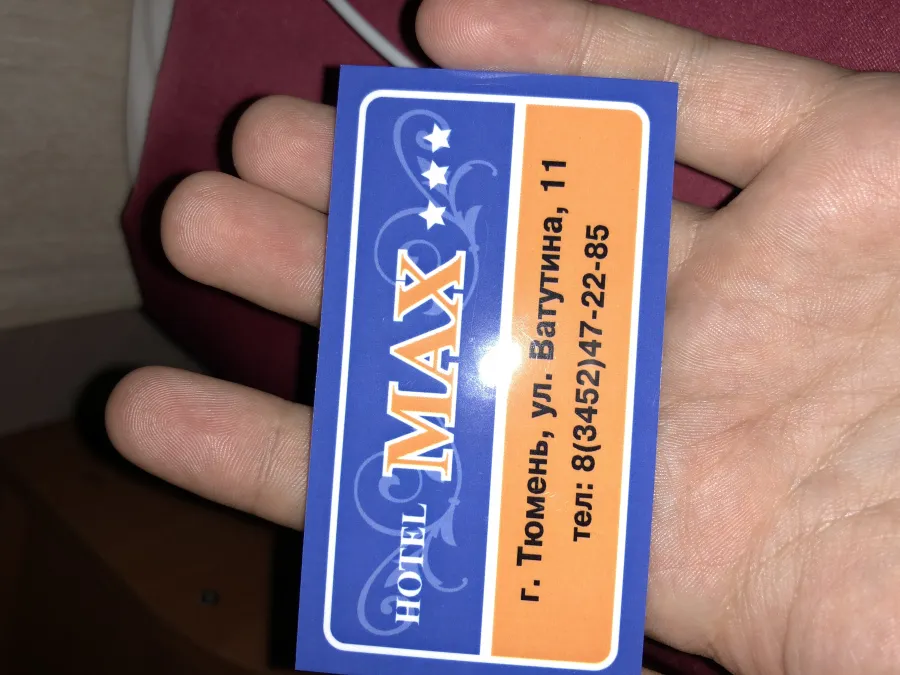 HOTEL MAX
г. Тюмень, ул. Ватутина, 11
тел: 8(3452)47-22-85